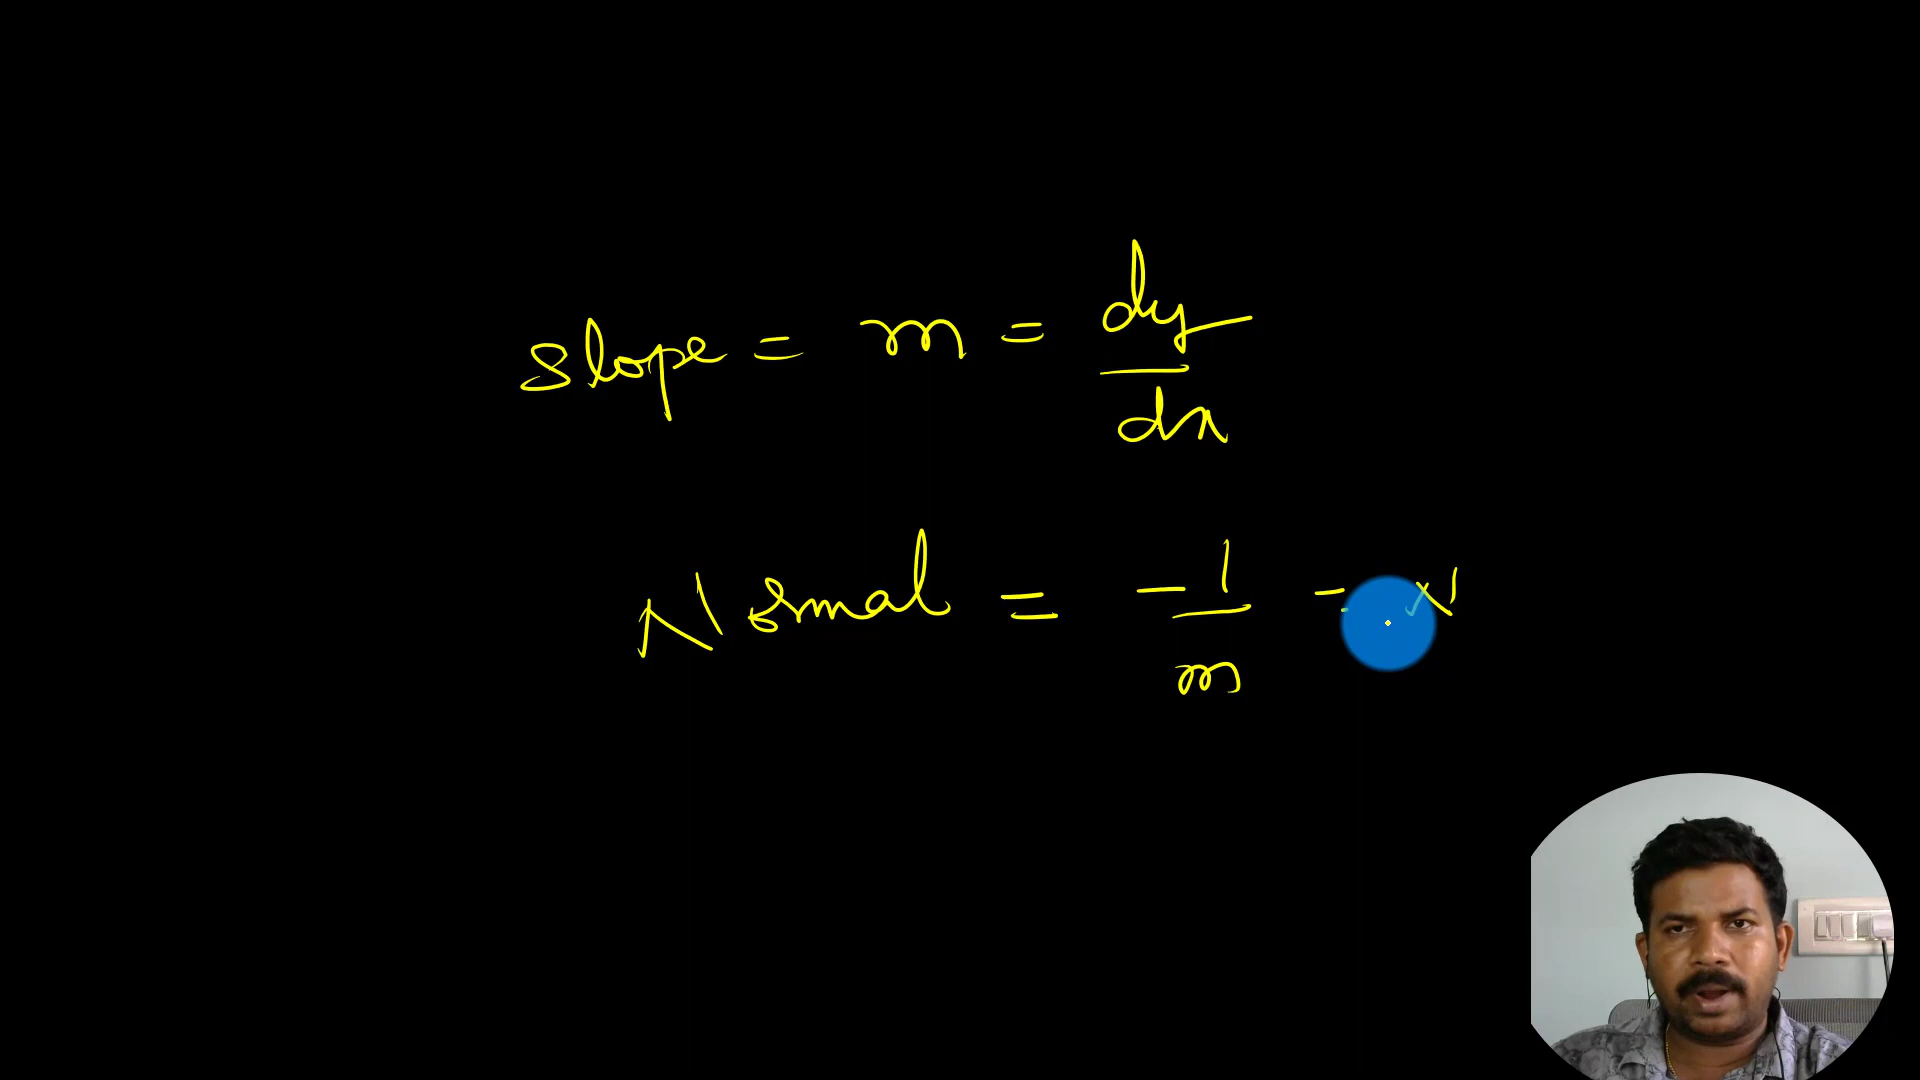 slope = m = dy/dx
Normal = -1/m = N